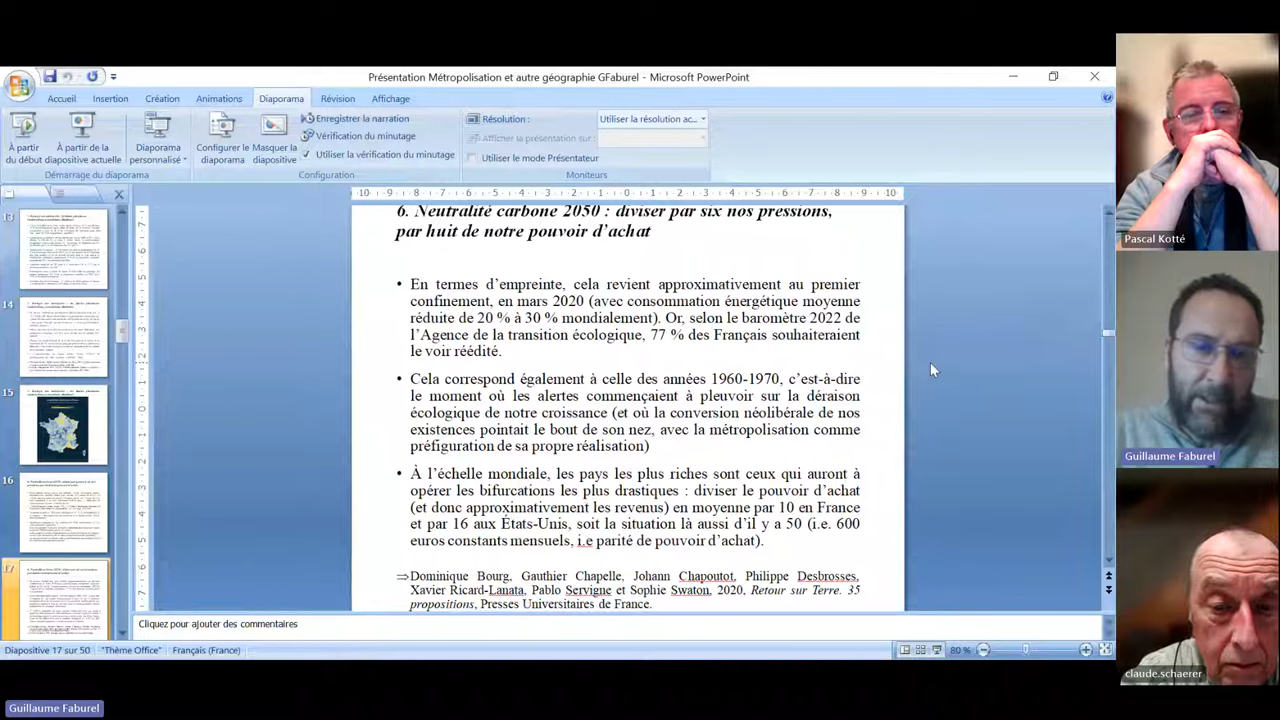 Présentation Métropolisation et autre géographie GFaburel - Microsoft PowerPoint
Accueil Insertion Création Animations Diaporama Révision Affichage
À partir du début
À partir de la diapositive actuelle
Diaporama personnalisé
Démarrage du diaporama
Configurer le diaporama
Masquer la diapositive
Enregistrer la narration
Vérification du minutage
Utiliser la vérification du minutage
Configuration
Résolution : Utiliser la résolution ac...
Afficher la présentation sur :
Utiliser le mode Présentateur
Moniteurs
13
14
15
16
17
6. Neutralité carbone 2050 : diviser par six nos pressions,
par huit de notre pouvoir d’achat
• En termes d’empreinte, cela revient approximativement au premier
confinement de mars 2020 (avec consommation énergétique moyenne
réduite de 20 % à 30 % mondialement). Or, selon le baromètre 2022 de
l’Agence de la transition écologique, 77 % des Français souhaiteraient
le voir réédité.
• Cela correspond également à celle des années 1960-1970, c’est-à-dire
le moment où les alertes commençaient à pleuvoir sur la déraison
écologique de notre croissance (et où la conversion néolibérale de nos
existences pointait le bout de son nez, avec la métropolisation comme
préfiguration de sa propre réalisation)
• À l’échelle mondiale, les pays les plus riches sont ceux qui auront à
opérer les mutations les plus drastiques : diviser le pouvoir d’achat
(et donc prioritairement les revenus) en moyenne par 10 en France
et par 16 aux États-Unis, soit la situation là aussi il y a 50 (i.e. 600
euros constants mensuels, i.e parité de pouvoir d’achat).
⇒ Dominique Bourg, Gauthier Chapelle, Johann Chapoutot, Philippe Desbrosses,
Xavier Ricard Lanata, Pablo Servigne et Sophie Swaton, 2020, Retour sur Terre. 35
propositions, Presses Universitaires de France.
Cliquez pour ajouter des commentaires
Diapositive 17 sur 50 "Thème Office" Français (France) 80 %
Pascal Kotté
Guillaume Faburel
claude.schaerer
Guillaume Faburel